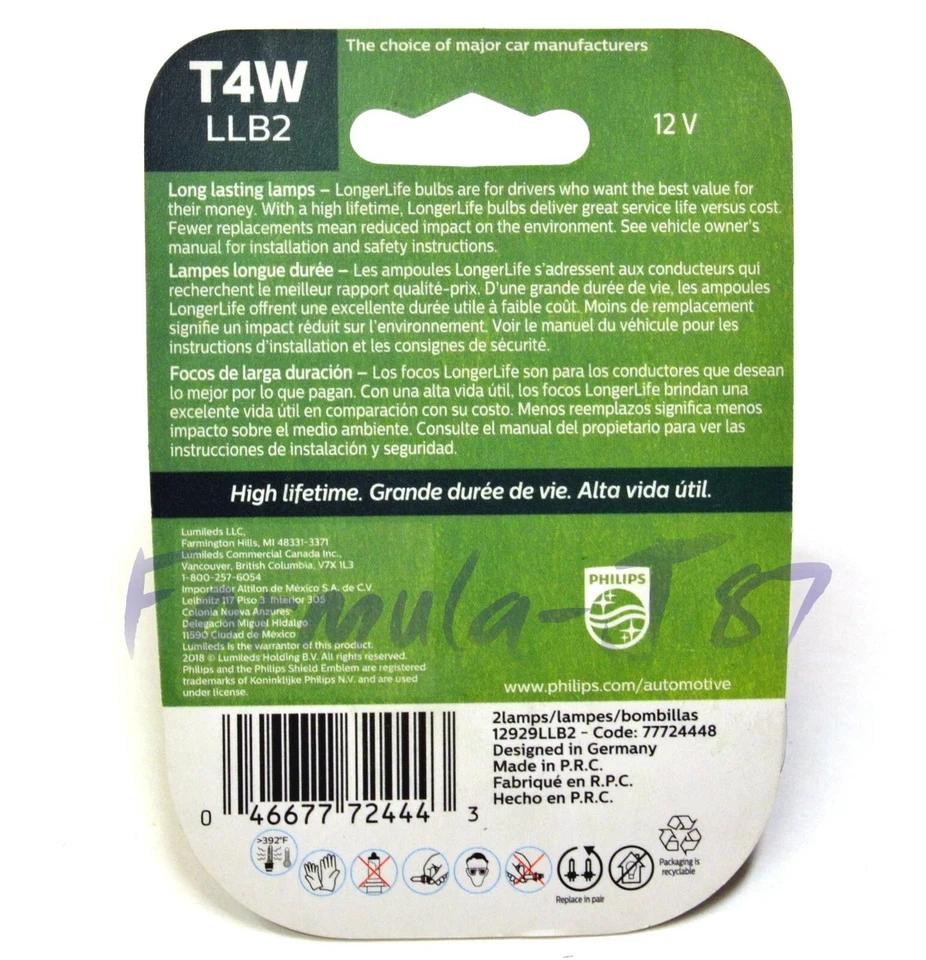 T4W
LLB2
The choice of major car manufacturers
12 V
Long lasting lamps – LongerLife bulbs are for drivers who want the best value for
their money. With a high lifetime, LongerLife bulbs deliver great service life versus cost.
Fewer replacements mean reduced impact on the environment. See vehicle owner's
manual for installation and safety instructions.
Lampes longue durée – Les ampoules LongerLife s'adressent aux conducteurs qui
recherchent le meilleur rapport qualité-prix. D'une grande durée de vie, les ampoules
LongerLife offrent une excellente durée utile à faible coût. Moins de remplacement
signifie un impact réduit sur l'environnement. Voir le manuel du véhicule pour les
instructions d'installation et les consignes de sécurité.
Focos de larga duración – Los focos LongerLife son para los conductores que desean
lo mejor por lo que pagan. Con una alta vida útil, los focos LongerLife brindan una
excelente vida útil en comparación con su costo. Menos reemplazos significa menos
impacto sobre el medio ambiente. Consulte el manual del propietario para ver las
instrucciones de instalación y seguridad.
High lifetime. Grande durée de vie. Alta vida útil.
Lumileds LLC,
Farmington Hills, MI 48331-3371
Lumileds Commercial Canada Inc.,
Vancouver, British Columbia, V7X 1L3
1-800-257-6054
Importador Altilon de México S.A. de C.V.
Leibnitz 117 Piso 3 Interior 305
Colonia Nueva Anzures
Delegación Miguel Hidalgo
11590 Ciudad de México
Lumileds is the warrantor of this product.
2018 © Lumileds Holding B.V. All rights reserved.
Philips and the Philips Shield Emblem are registered
trademarks of Koninklijke Philips N.V. and are used
under license.
Formula-T87
PHILIPS
www.philips.com/automotive
2lamps/lampes/bombillas
12929LLB2 - Code: 77724448
Designed in Germany
Made in P.R.C.
Fabriqué en R.P.C.
Hecho en P.R.C.
0 46677 72444 3
>392°F
Replace in pair
Packaging is
recyclable